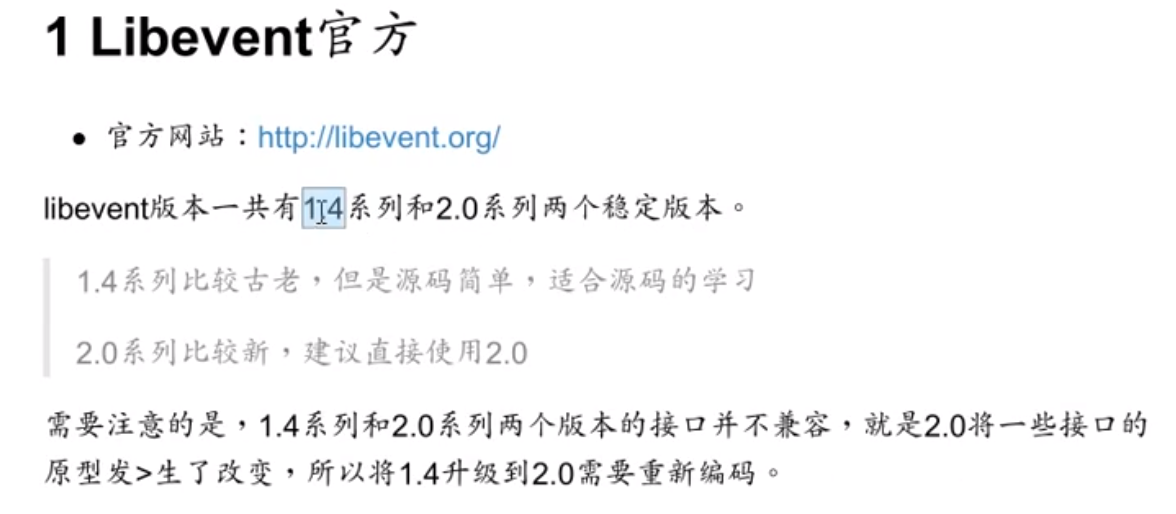 1 Libevent官方
• 官方网站：http://libevent.org/
libevent版本一共有1.4系列和2.0系列两个稳定版本。
1.4系列比较古老，但是源码简单，适合源码的学习
2.0系列比较新，建议直接使用2.0
需要注意的是，1.4系列和2.0系列两个版本的接口并不兼容，就是2.0将一些接口的
原型发>生了改变，所以将1.4升级到2.0需要重新编码。